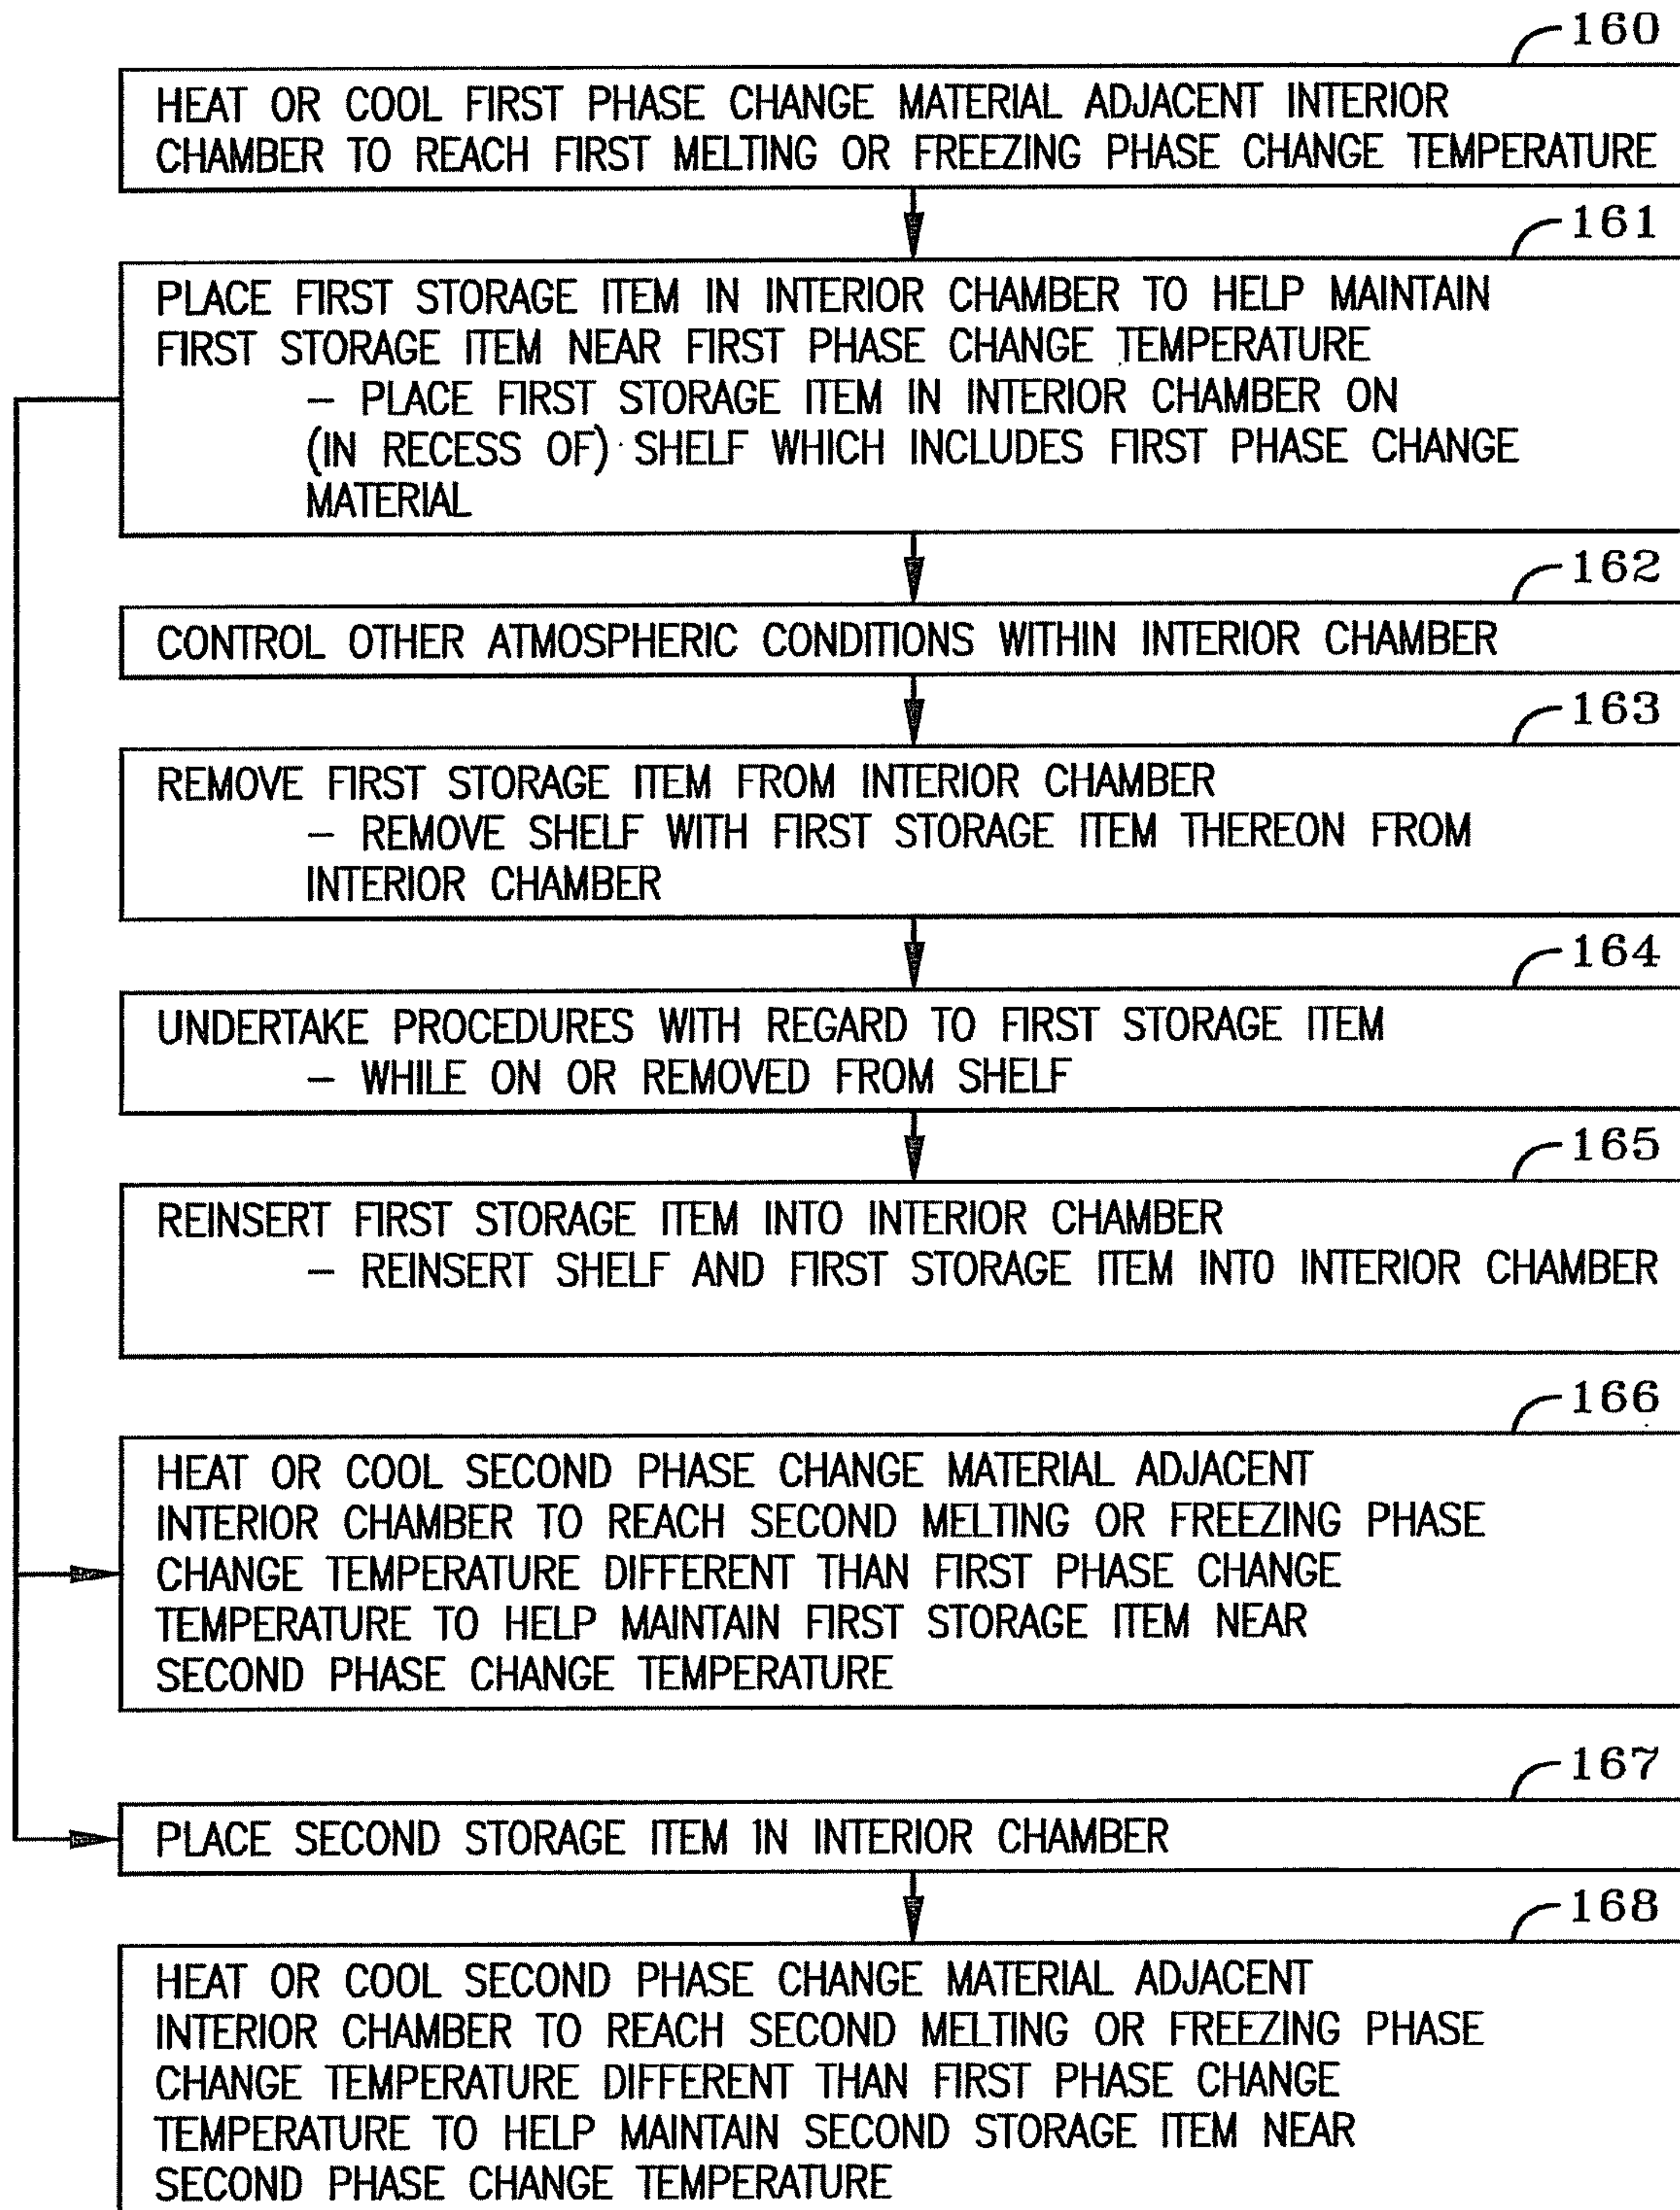 160
HEAT OR COOL FIRST PHASE CHANGE MATERIAL ADJACENT INTERIOR
CHAMBER TO REACH FIRST MELTING OR FREEZING PHASE CHANGE TEMPERATURE
161
PLACE FIRST STORAGE ITEM IN INTERIOR CHAMBER TO HELP MAINTAIN
FIRST STORAGE ITEM NEAR FIRST PHASE CHANGE TEMPERATURE
– PLACE FIRST STORAGE ITEM IN INTERIOR CHAMBER ON
(IN RECESS OF) SHELF WHICH INCLUDES FIRST PHASE CHANGE
MATERIAL
162
CONTROL OTHER ATMOSPHERIC CONDITIONS WITHIN INTERIOR CHAMBER
163
REMOVE FIRST STORAGE ITEM FROM INTERIOR CHAMBER
– REMOVE SHELF WITH FIRST STORAGE ITEM THEREON FROM
INTERIOR CHAMBER
164
UNDERTAKE PROCEDURES WITH REGARD TO FIRST STORAGE ITEM
– WHILE ON OR REMOVED FROM SHELF
165
REINSERT FIRST STORAGE ITEM INTO INTERIOR CHAMBER
– REINSERT SHELF AND FIRST STORAGE ITEM INTO INTERIOR CHAMBER
166
HEAT OR COOL SECOND PHASE CHANGE MATERIAL ADJACENT
INTERIOR CHAMBER TO REACH SECOND MELTING OR FREEZING PHASE
CHANGE TEMPERATURE DIFFERENT THAN FIRST PHASE CHANGE
TEMPERATURE TO HELP MAINTAIN FIRST STORAGE ITEM NEAR
SECOND PHASE CHANGE TEMPERATURE
167
PLACE SECOND STORAGE ITEM IN INTERIOR CHAMBER
168
HEAT OR COOL SECOND PHASE CHANGE MATERIAL ADJACENT
INTERIOR CHAMBER TO REACH SECOND MELTING OR FREEZING PHASE
CHANGE TEMPERATURE DIFFERENT THAN FIRST PHASE CHANGE
TEMPERATURE TO HELP MAINTAIN SECOND STORAGE ITEM NEAR
SECOND PHASE CHANGE TEMPERATURE